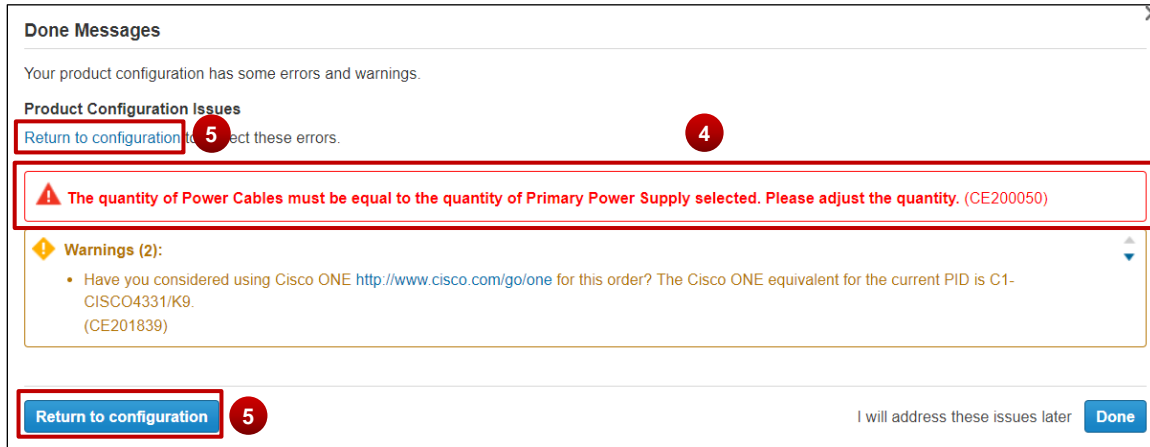 Done Messages
Your product configuration has some errors and warnings.
Product Configuration Issues
Return to configuration 5 ect these errors.
4
The quantity of Power Cables must be equal to the quantity of Primary Power Supply selected. Please adjust the quantity. (CE200050)
Warnings (2):
• Have you considered using Cisco ONE http://www.cisco.com/go/one for this order? The Cisco ONE equivalent for the current PID is C1-
CISCO4331/K9.
(CE201839)
Return to configuration 5 I will address these issues later Done